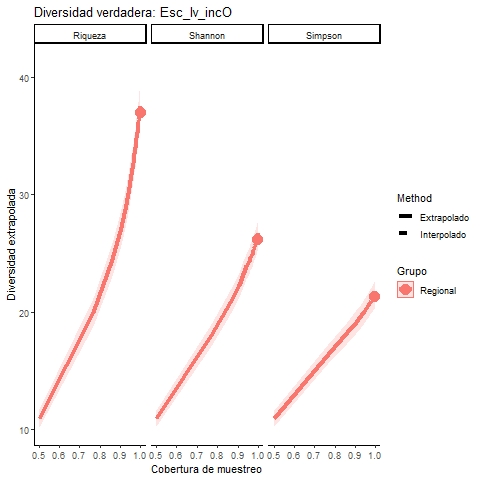 Diversidad verdadera: Esc_lv_incO
Riqueza Shannon Simpson
Diversidad extrapolada
40
30
20
10
0.5 0.6 0.7 0.8 0.9 1.0 0.5 0.6 0.7 0.8 0.9 1.0 0.5 0.6 0.7 0.8 0.9 1.0
Cobertura de muestreo
Method
Extrapolado
Interpolado
Grupo
Regional